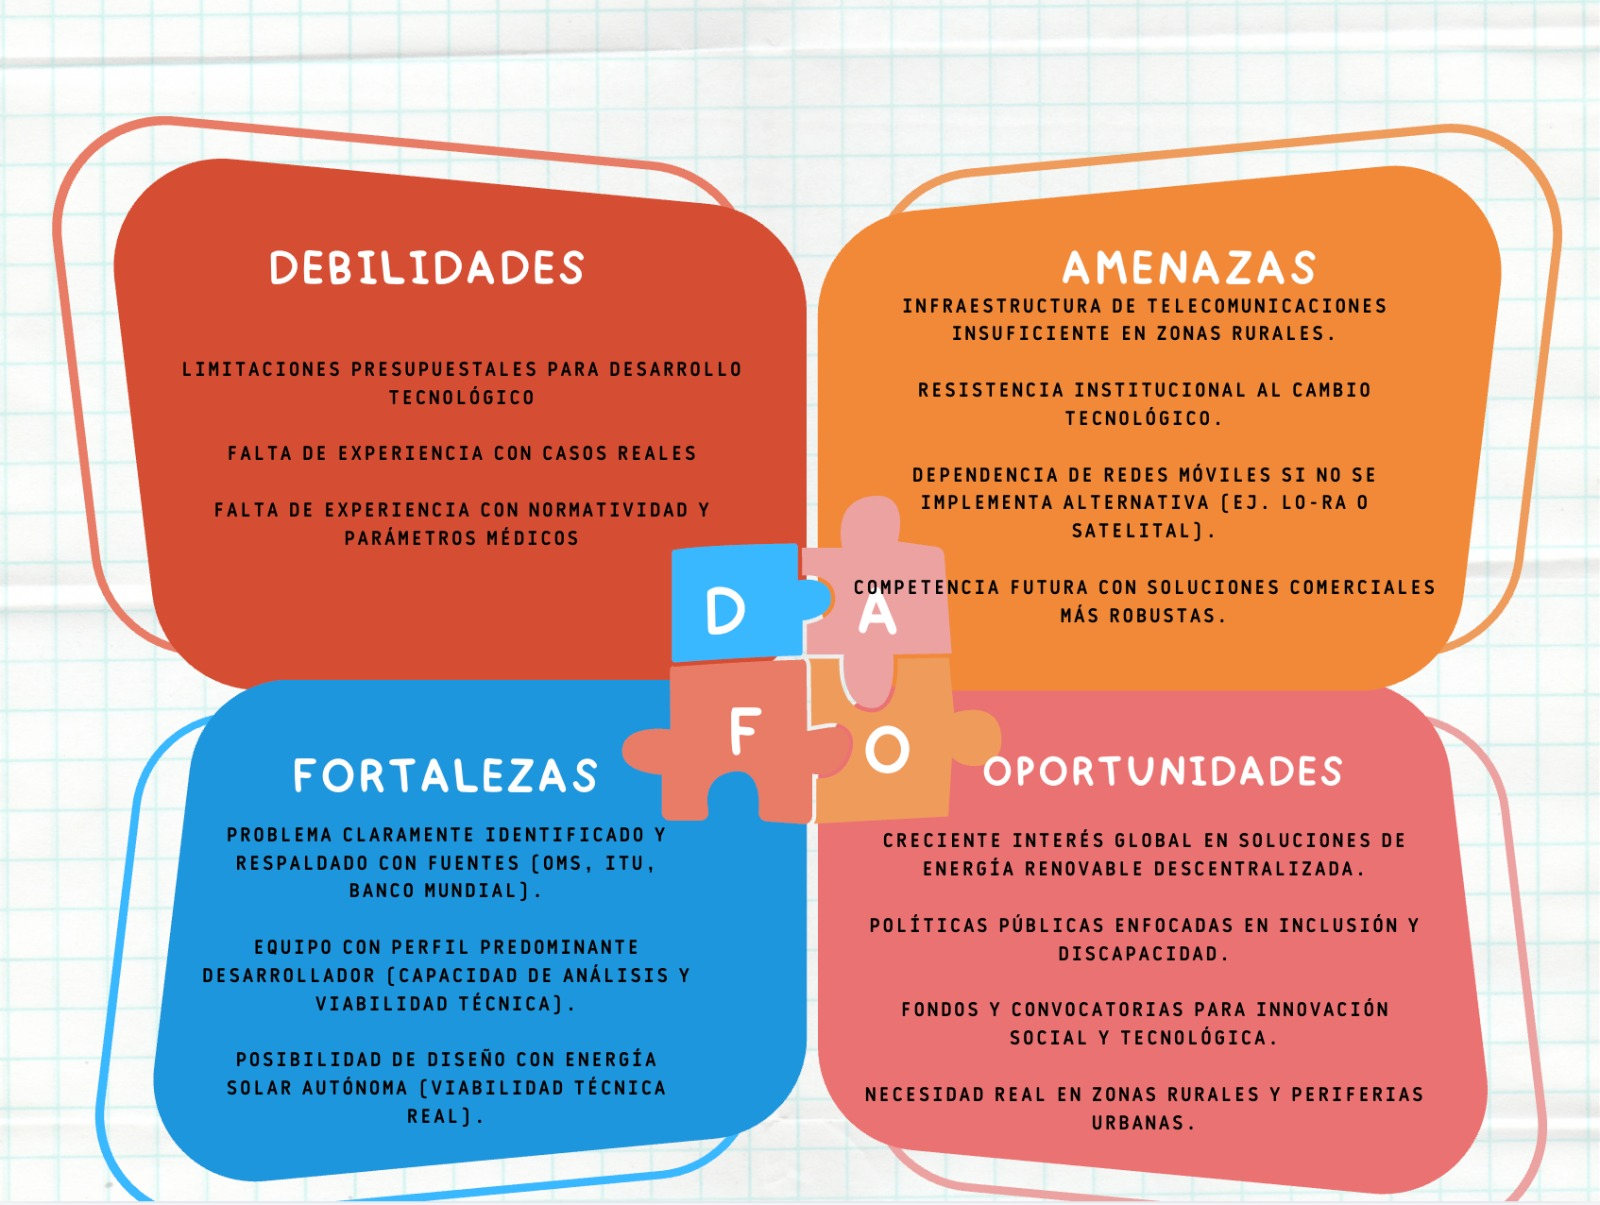 DEBILIDADES
LIMITACIONES PRESUPUESTALES PARA DESARROLLO
TECNOLÓGICO
FALTA DE EXPERIENCIA CON CASOS REALES
FALTA DE EXPERIENCIA CON NORMATIVIDAD Y
PARÁMETROS MÉDICOS
AMENAZAS
INFRAESTRUCTURA DE TELECOMUNICACIONES
INSUFICIENTE EN ZONAS RURALES.
RESISTENCIA INSTITUCIONAL AL CAMBIO
TECNOLÓGICO.
DEPENDENCIA DE REDES MÓVILES SI NO SE
IMPLEMENTA ALTERNATIVA (EJ. LO-RA O
SATELITAL).
COMPETENCIA FUTURA CON SOLUCIONES COMERCIALES
MÁS ROBUSTAS.
D
A
F
O
FORTALEZAS
PROBLEMA CLARAMENTE IDENTIFICADO Y
RESPALDADO CON FUENTES (OMS, ITU,
BANCO MUNDIAL).
EQUIPO CON PERFIL PREDOMINANTE
DESARROLLADOR (CAPACIDAD DE ANÁLISIS Y
VIABILIDAD TÉCNICA).
POSIBILIDAD DE DISEÑO CON ENERGÍA
SOLAR AUTÓNOMA (VIABILIDAD TÉCNICA
REAL).
OPORTUNIDADES
CRECIENTE INTERÉS GLOBAL EN SOLUCIONES DE
ENERGÍA RENOVABLE DESCENTRALIZADA.
POLÍTICAS PÚBLICAS ENFOCADAS EN INCLUSIÓN Y
DISCAPACIDAD.
FONDOS Y CONVOCATORIAS PARA INNOVACIÓN
SOCIAL Y TECNOLÓGICA.
NECESIDAD REAL EN ZONAS RURALES Y PERIFERIAS
URBANAS.